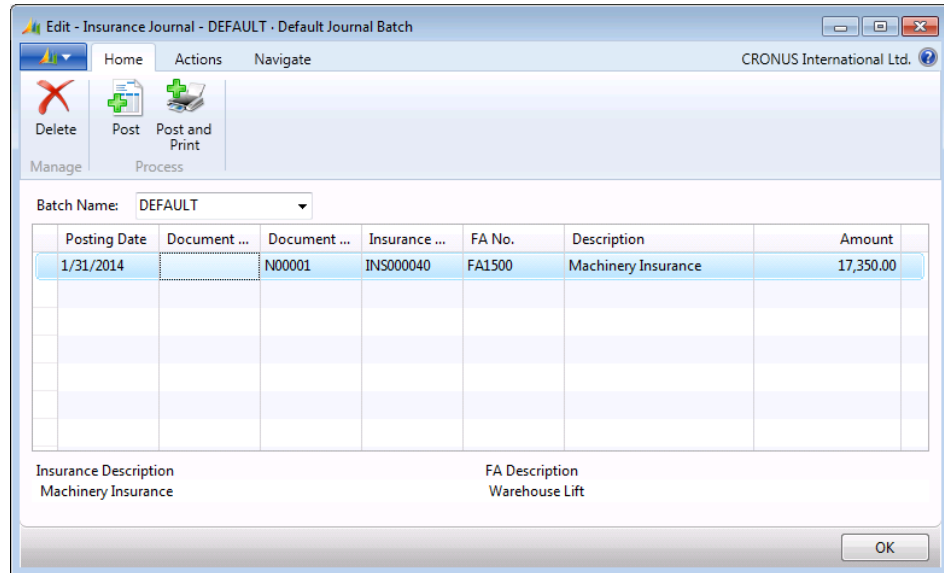 Edit - Insurance Journal - DEFAULT · Default Journal Batch
Home Actions Navigate CRONUS International Ltd.
Delete Post Post and Print
Manage Process
Batch Name: DEFAULT
Posting Date Document ... Document ... Insurance ... FA No. Description Amount
1/31/2014 N00001 INS000040 FA1500 Machinery Insurance 17,350.00
Insurance Description FA Description
Machinery Insurance Warehouse Lift
OK